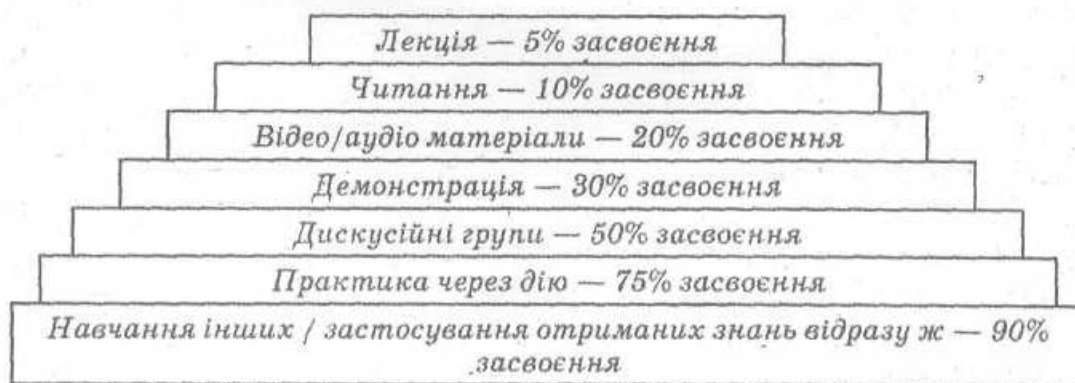 Лекція — 5% засвоєння
Читання — 10% засвоєння
Відео/аудіо матеріали — 20% засвоєння
Демонстрація — 30% засвоєння
Дискусійні групи — 50% засвоєння
Практика через дію — 75% засвоєння
Навчання інших / застосування отриманих знань відразу ж — 90%
засвоєння